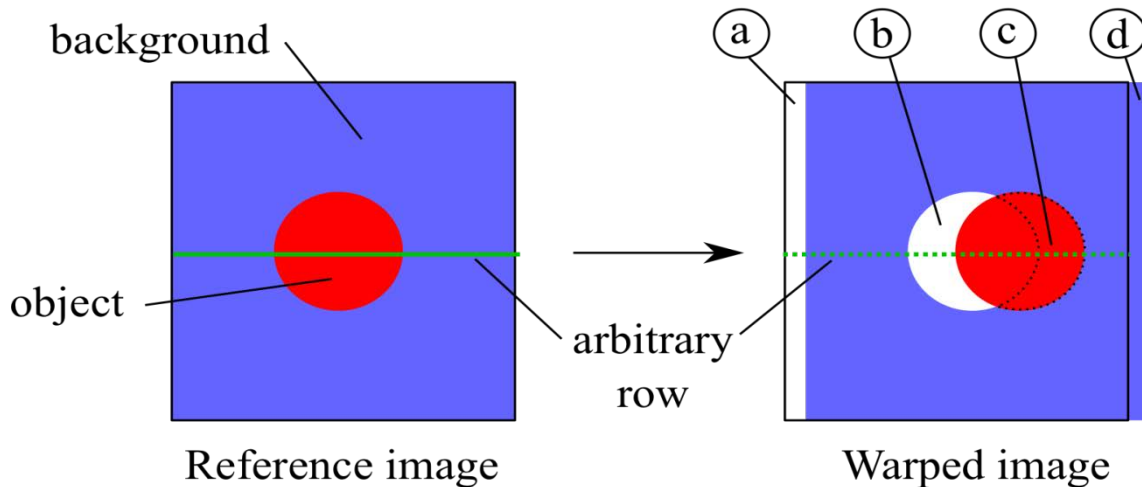 background
object
arbitrary
row
Reference image
a
b
c
d
Warped image